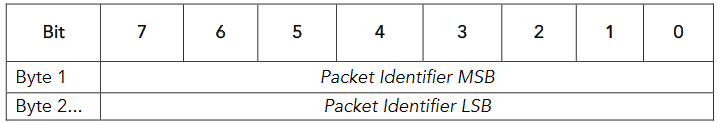 Bit 7 6 5 4 3 2 1 0
Byte 1 Packet Identifier MSB
Byte 2... Packet Identifier LSB